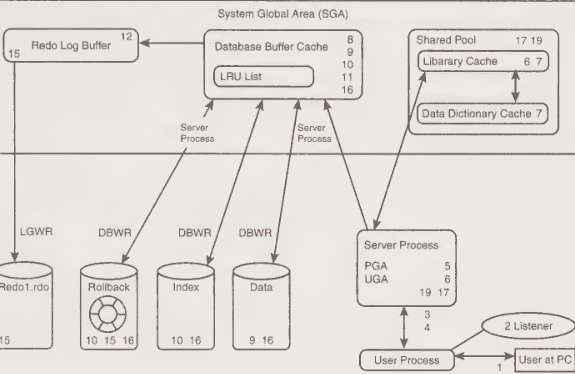 System Global Area (SGA)
Redo Log Buffer 12
15
Database Buffer Cache 8
9
10
LRU List 11
16
Shared Pool 17 19
Libarary Cache 6 7
Data Dictionary Cache 7
Server
Process
Server
Process
LGWR
DBWR
DBWR
DBWR
Redo1.rdo
15
Rollback
10 15 16
Index
10 16
Data
9 16
Server Process
PGA 5
UGA 6
19 17
3
4
2 Listener
User Process
1
User at PC